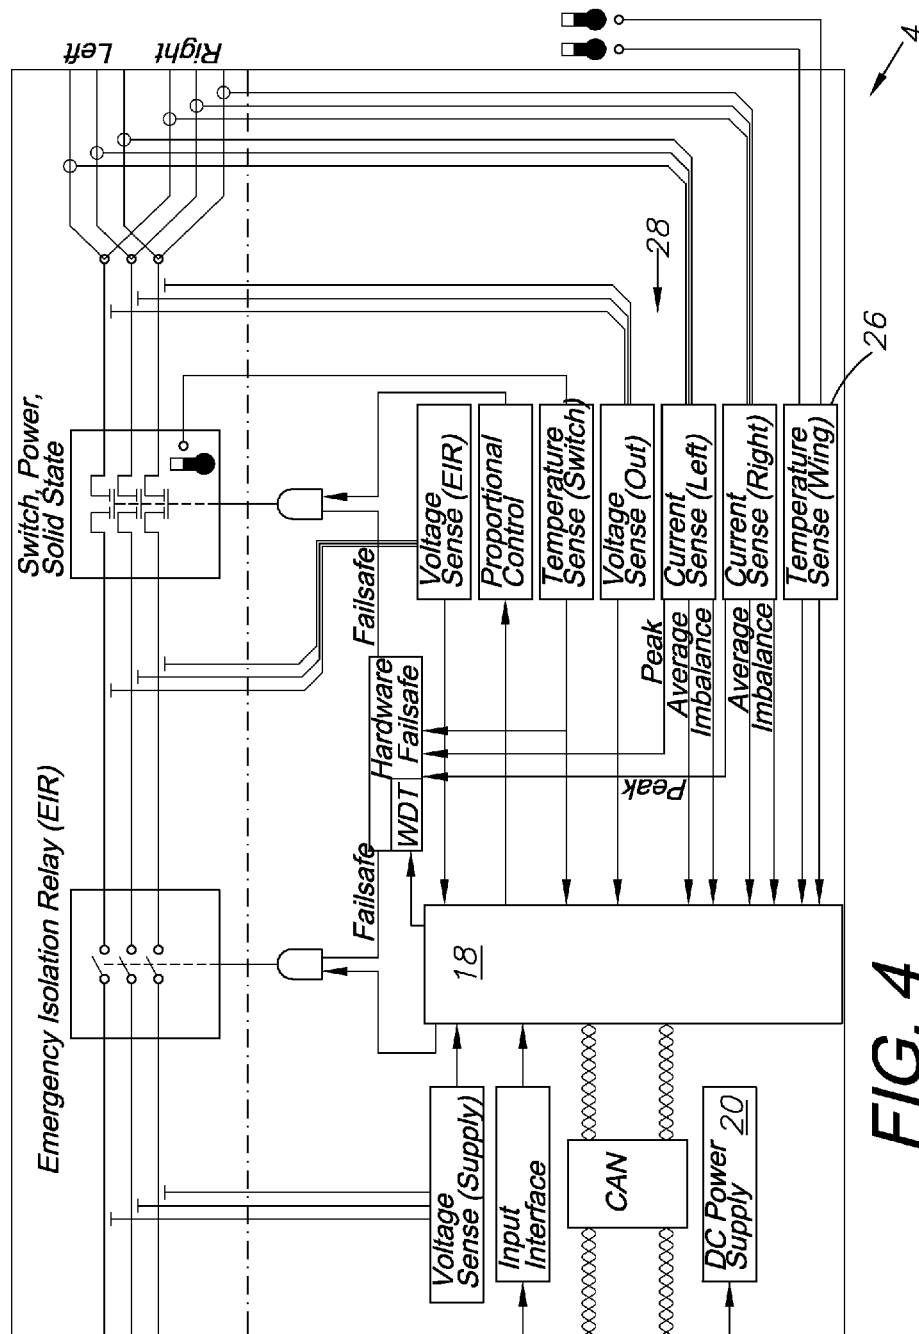 Emergency Isolation Relay (EIR)
Switch, Power,
Solid State
Left
Right
Failsafe
Failsafe
Hardware
Failsafe
WDT
Voltage
Sense (Supply)
Input
Interface
CAN
DC Power
Supply
20
18
Voltage
Sense (EIR)
Proportional
Control
Temperature
Sense (Switch)
Voltage
Sense (Out)
Current
Sense (Left)
Current
Sense (Right)
Temperature
Sense (Wing)
Peak
Average
Imbalance
Average
Imbalance
Peak
28
26
4
FIG. 4